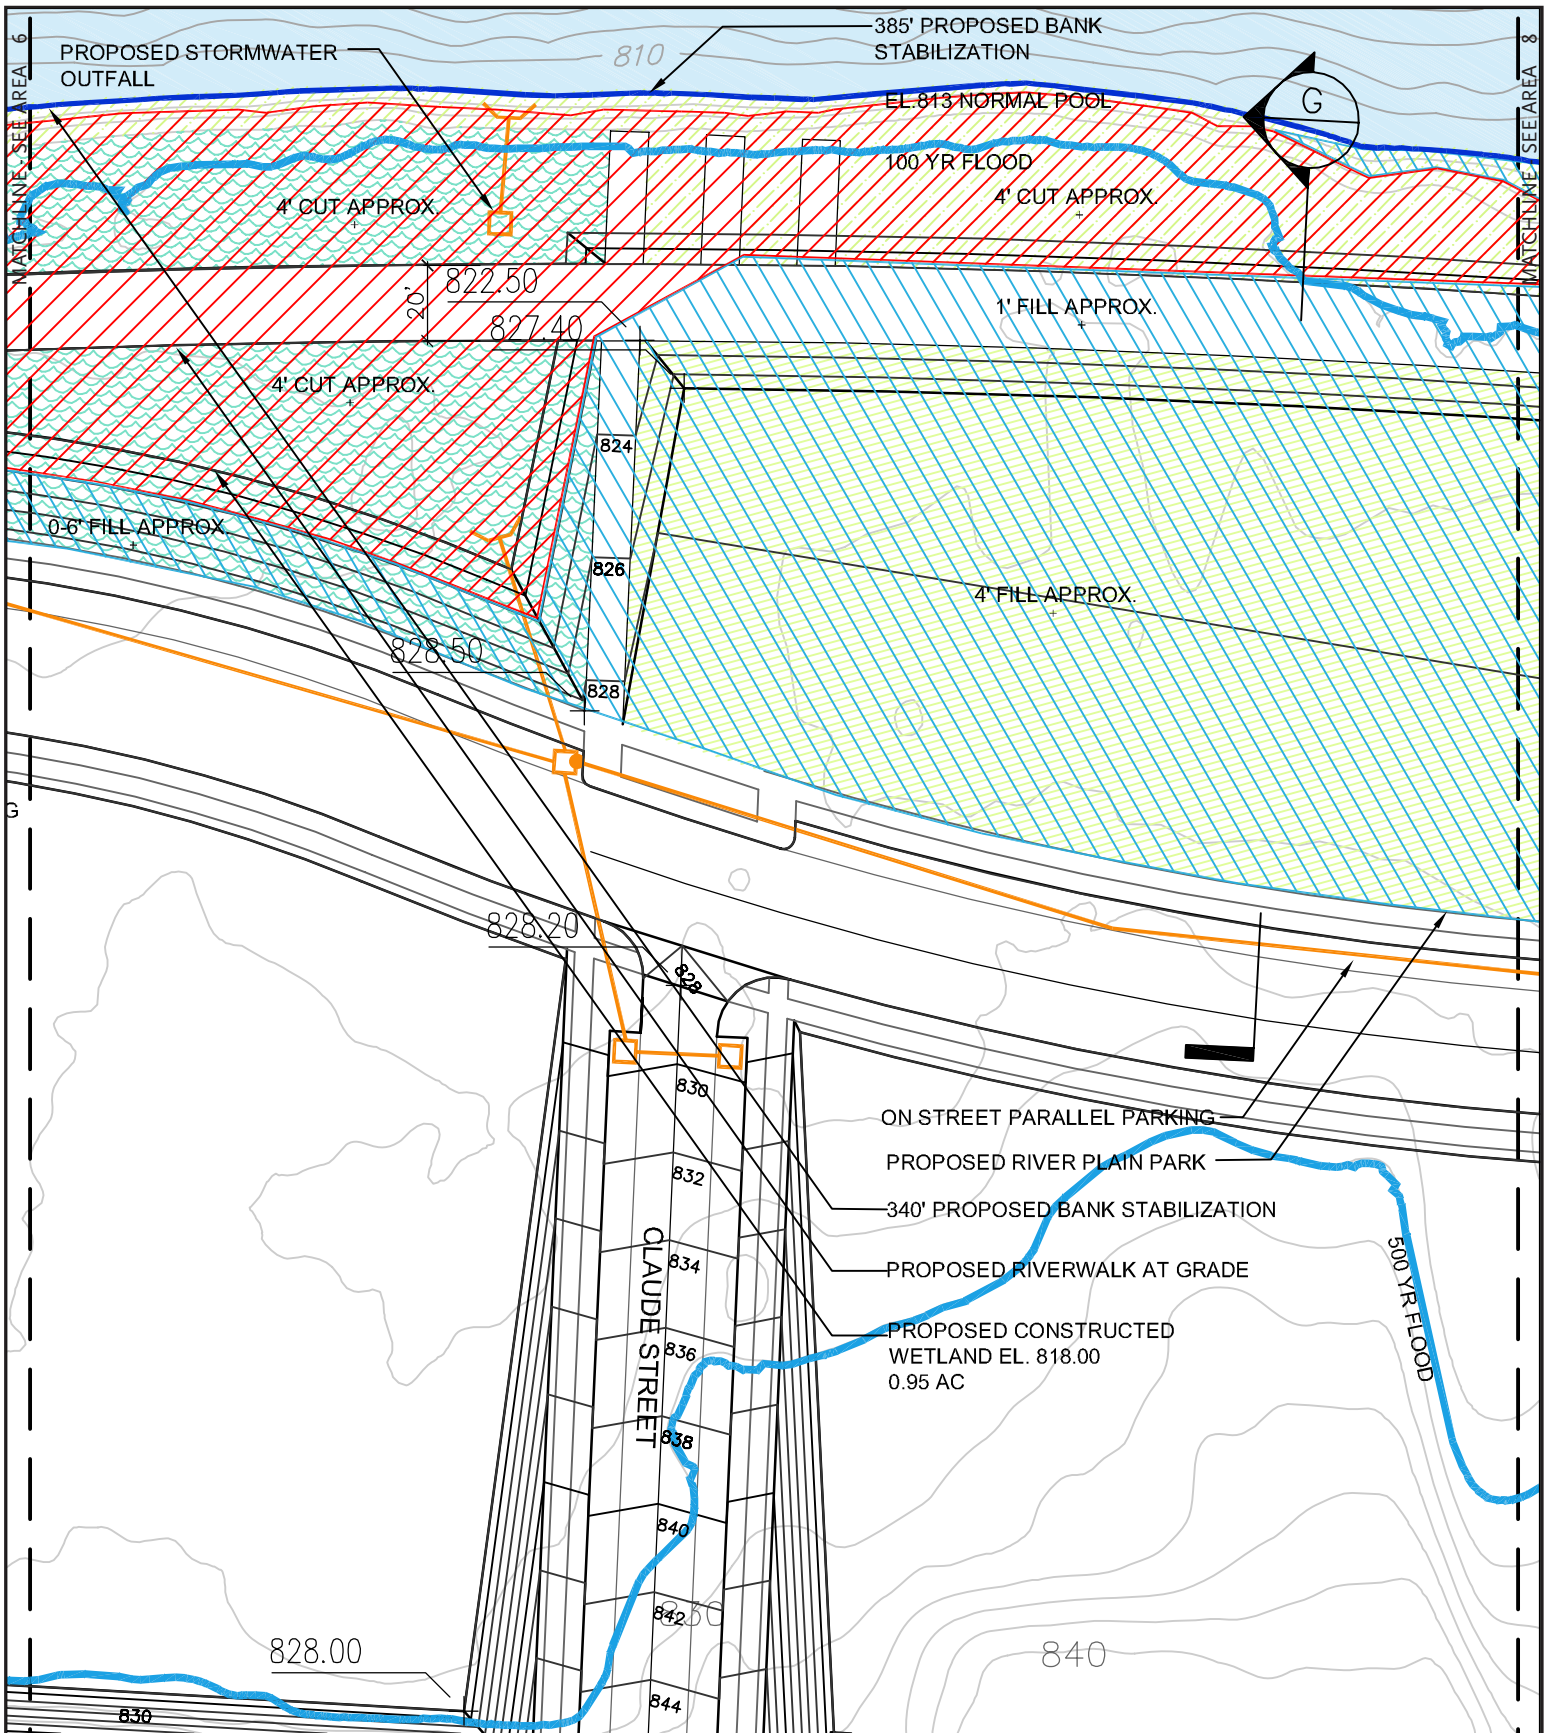 MATCHLINE - SEE AREA 6
PROPOSED STORMWATER
OUTFALL
810
385' PROPOSED BANK
STABILIZATION
MATCHLINE - SEE AREA 8
EL.813 NORMAL POOL
G
100 YR FLOOD
4' CUT APPROX.
4' CUT APPROX.
822.50
20'
827.40
1' FILL APPROX.
4' CUT APPROX.
824
0-6' FILL APPROX.
826
4' FILL APPROX.
828.50
828
G
828.20
828
830
ON STREET PARALLEL PARKING
PROPOSED RIVER PLAIN PARK
832
340' PROPOSED BANK STABILIZATION
CLAUDE STREET
834
PROPOSED RIVERWALK AT GRADE
500 YR FLOOD
PROPOSED CONSTRUCTED
WETLAND EL. 818.00
0.95 AC
836
838
840
842
830
828.00
840
844
830